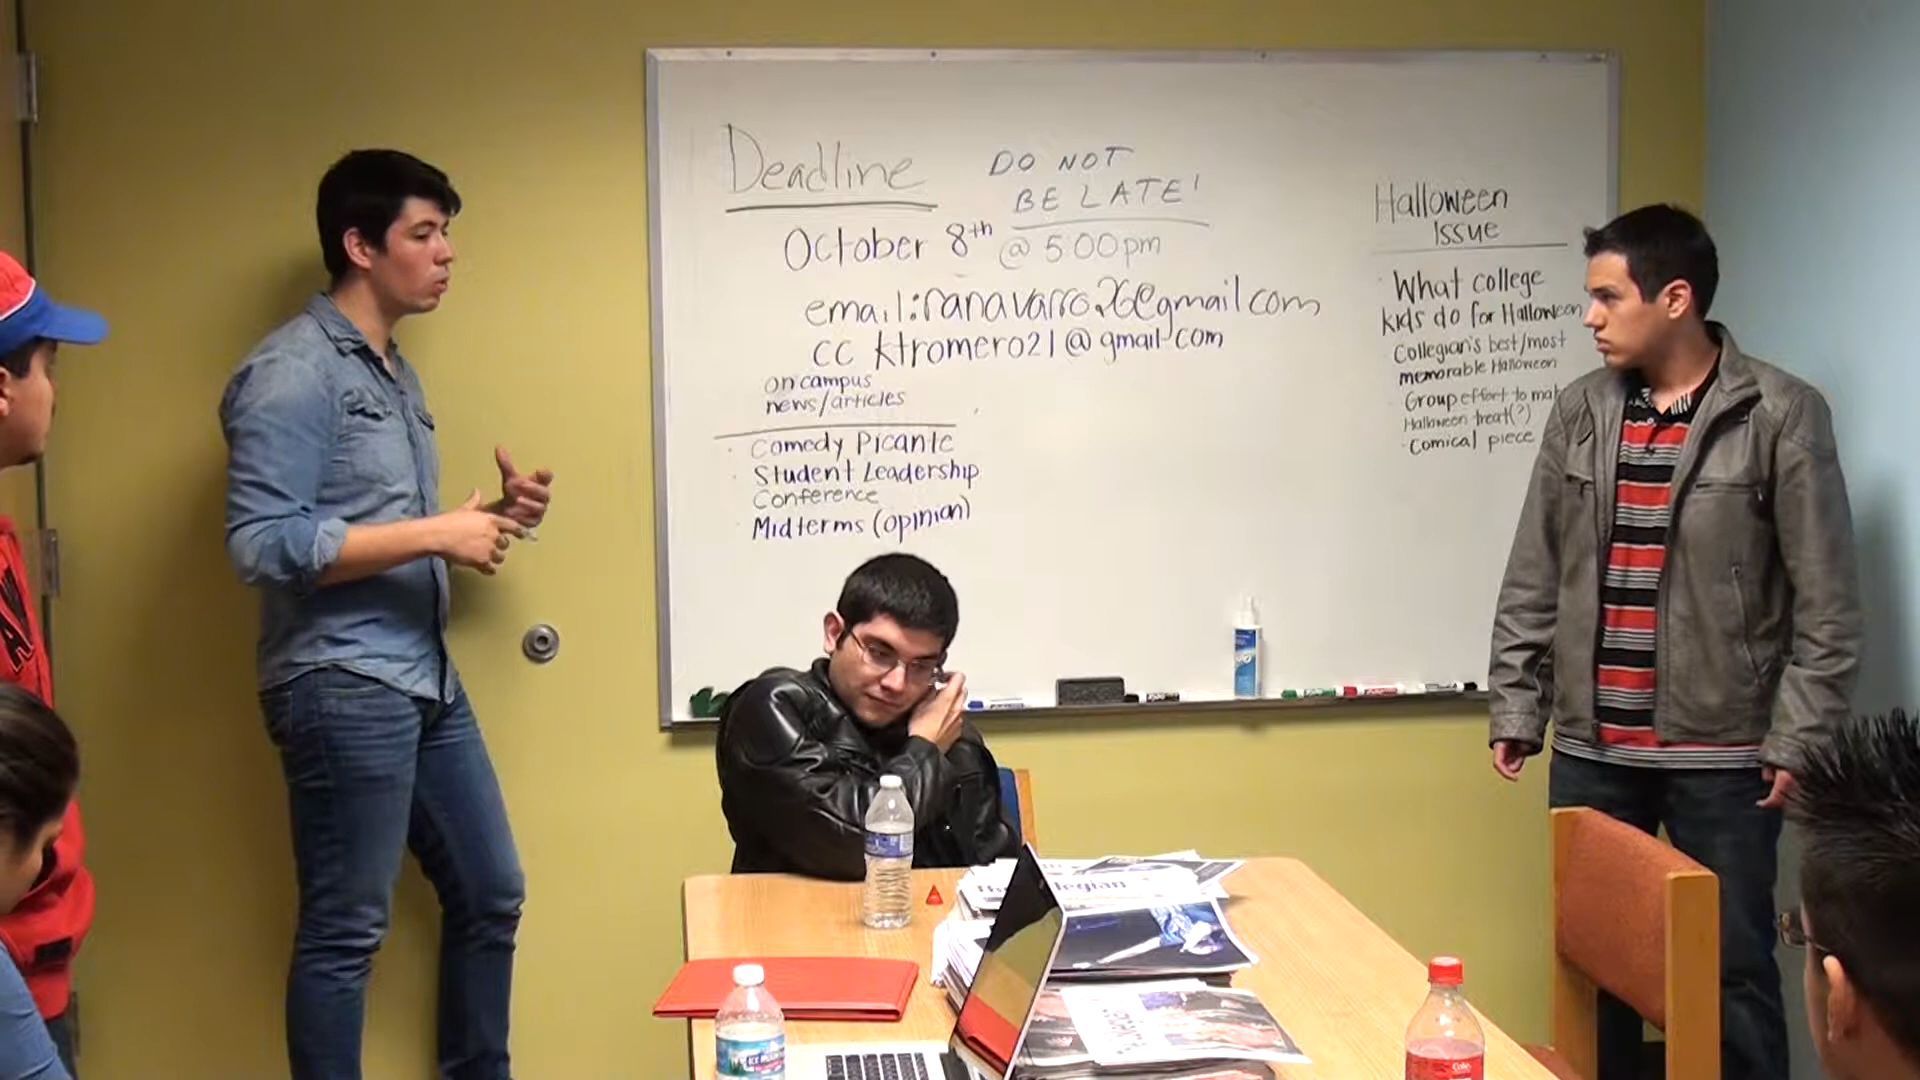 Deadline
DO NOT
BE LATE!
October 8th @ 5:00pm
email:ranavarro26@gmail.com
cc ktromero21@gmail.com
on campus
news/articles
· Comedy Picante
· Student Leadership
Conference
· Midterms (opinion)
Halloween
Issue
· What college
kids do for Halloween
· Collegian's best/most
memorable Halloween
· Group effort to
Halloween treat(?)
· Comical piece